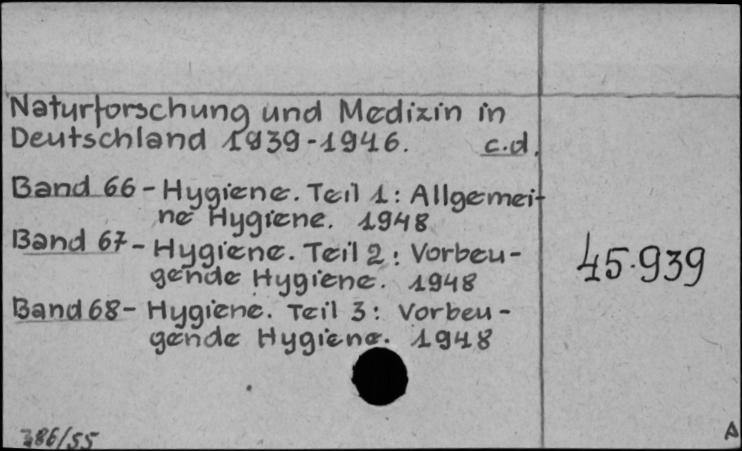 Naturforschung und Medizin in
Deutschland 1939-1946. c.d.
Band 66 - Hygiene. Teil 1: Allgemei-
ne Hygiene. 1948
Band 67 - Hygiene. Teil 2: Vorbeu-
gende Hygiene. 1948
Band 68 - Hygiene. Teil 3: Vorbeu-
gende Hygiene. 1948
45.939
386/55
A